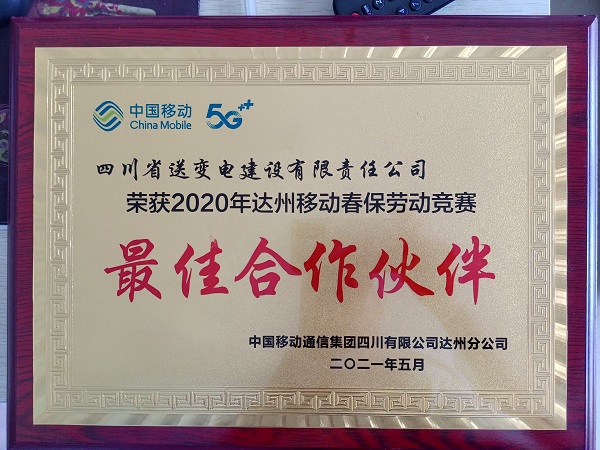 中国移动
China Mobile
5G++
四川省送变电建设有限责任公司
荣获2020年达州移动春保劳动竞赛
最佳合作伙伴
中国移动通信集团四川有限公司达州分公司
二〇二一年五月